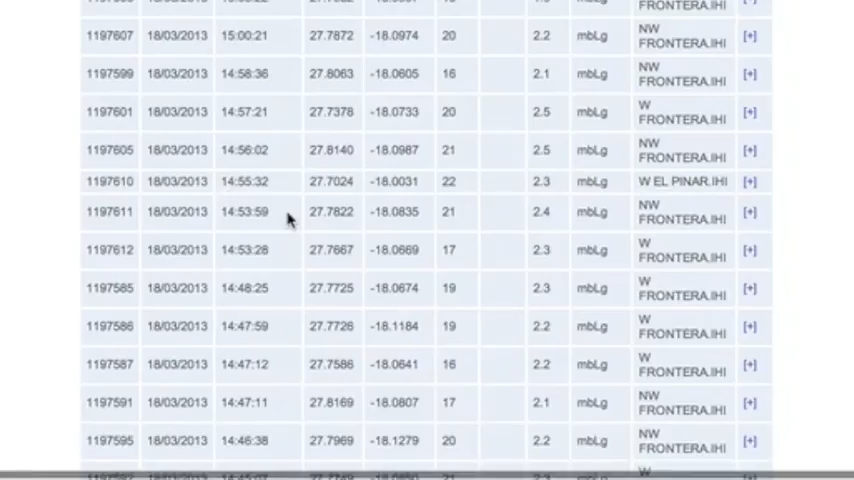 FRONTERA.IHI
1197607 18/03/2013 15:00:21 27.7872 -18.0974 20 2.2 mbLg NW FRONTERA.IHI [+]
1197599 18/03/2013 14:58:36 27.8063 -18.0605 16 2.1 mbLg NW FRONTERA.IHI [+]
1197601 18/03/2013 14:57:21 27.7378 -18.0733 20 2.5 mbLg W FRONTERA.IHI [+]
1197605 18/03/2013 14:56:02 27.8140 -18.0987 21 2.5 mbLg NW FRONTERA.IHI [+]
1197610 18/03/2013 14:55:32 27.7024 -18.0031 22 2.3 mbLg W EL PINAR.IHI [+]
1197611 18/03/2013 14:53:59 27.7822 -18.0835 21 2.4 mbLg NW FRONTERA.IHI [+]
1197612 18/03/2013 14:53:28 27.7667 -18.0669 17 2.3 mbLg W FRONTERA.IHI [+]
1197585 18/03/2013 14:48:25 27.7725 -18.0674 19 2.3 mbLg W FRONTERA.IHI [+]
1197586 18/03/2013 14:47:59 27.7726 -18.1184 19 2.2 mbLg W FRONTERA.IHI [+]
1197587 18/03/2013 14:47:12 27.7586 -18.0641 16 2.2 mbLg W FRONTERA.IHI [+]
1197591 18/03/2013 14:47:11 27.8169 -18.0807 17 2.1 mbLg NW FRONTERA.IHI [+]
1197595 18/03/2013 14:46:38 27.7969 -18.1279 20 2.2 mbLg NW FRONTERA.IHI [+]
W